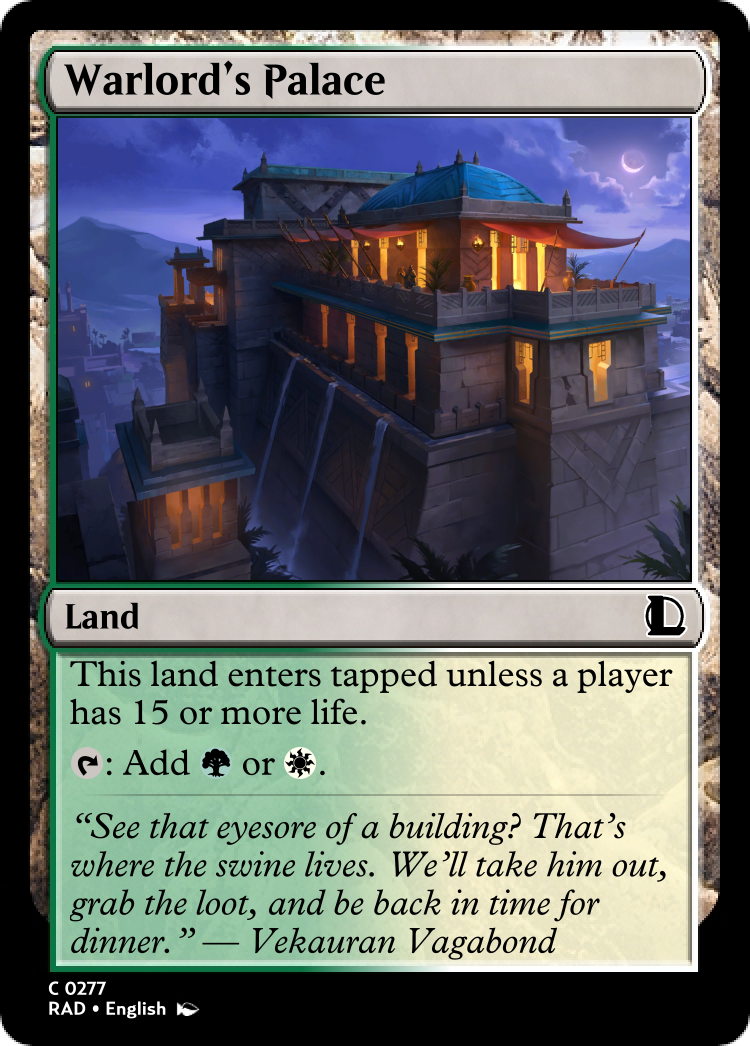 Warlord's Palace
Land
This land enters tapped unless a player
has 15 or more life.
: Add or .
“See that eyesore of a building? That’s
where the swine lives. We’ll take him out,
grab the loot, and be back in time for
dinner.” — Vekauran Vagabond
C 0277
RAD • English